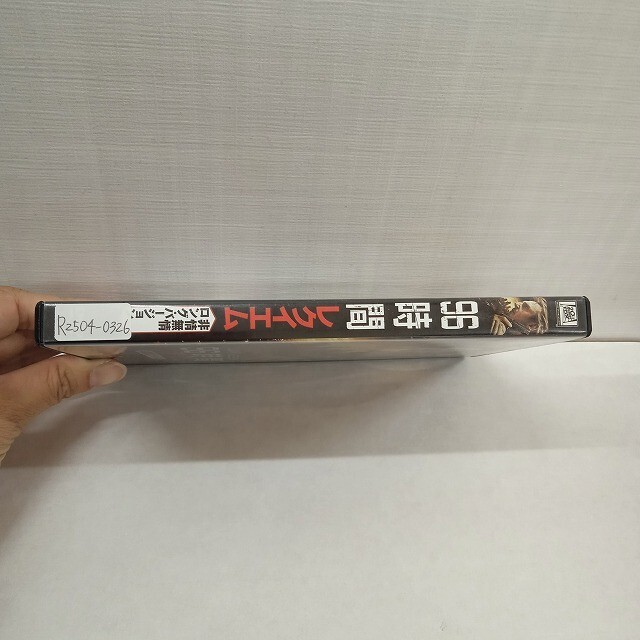 96時間
レクイエム
非情無情
ロングバージョン
R2504-0326